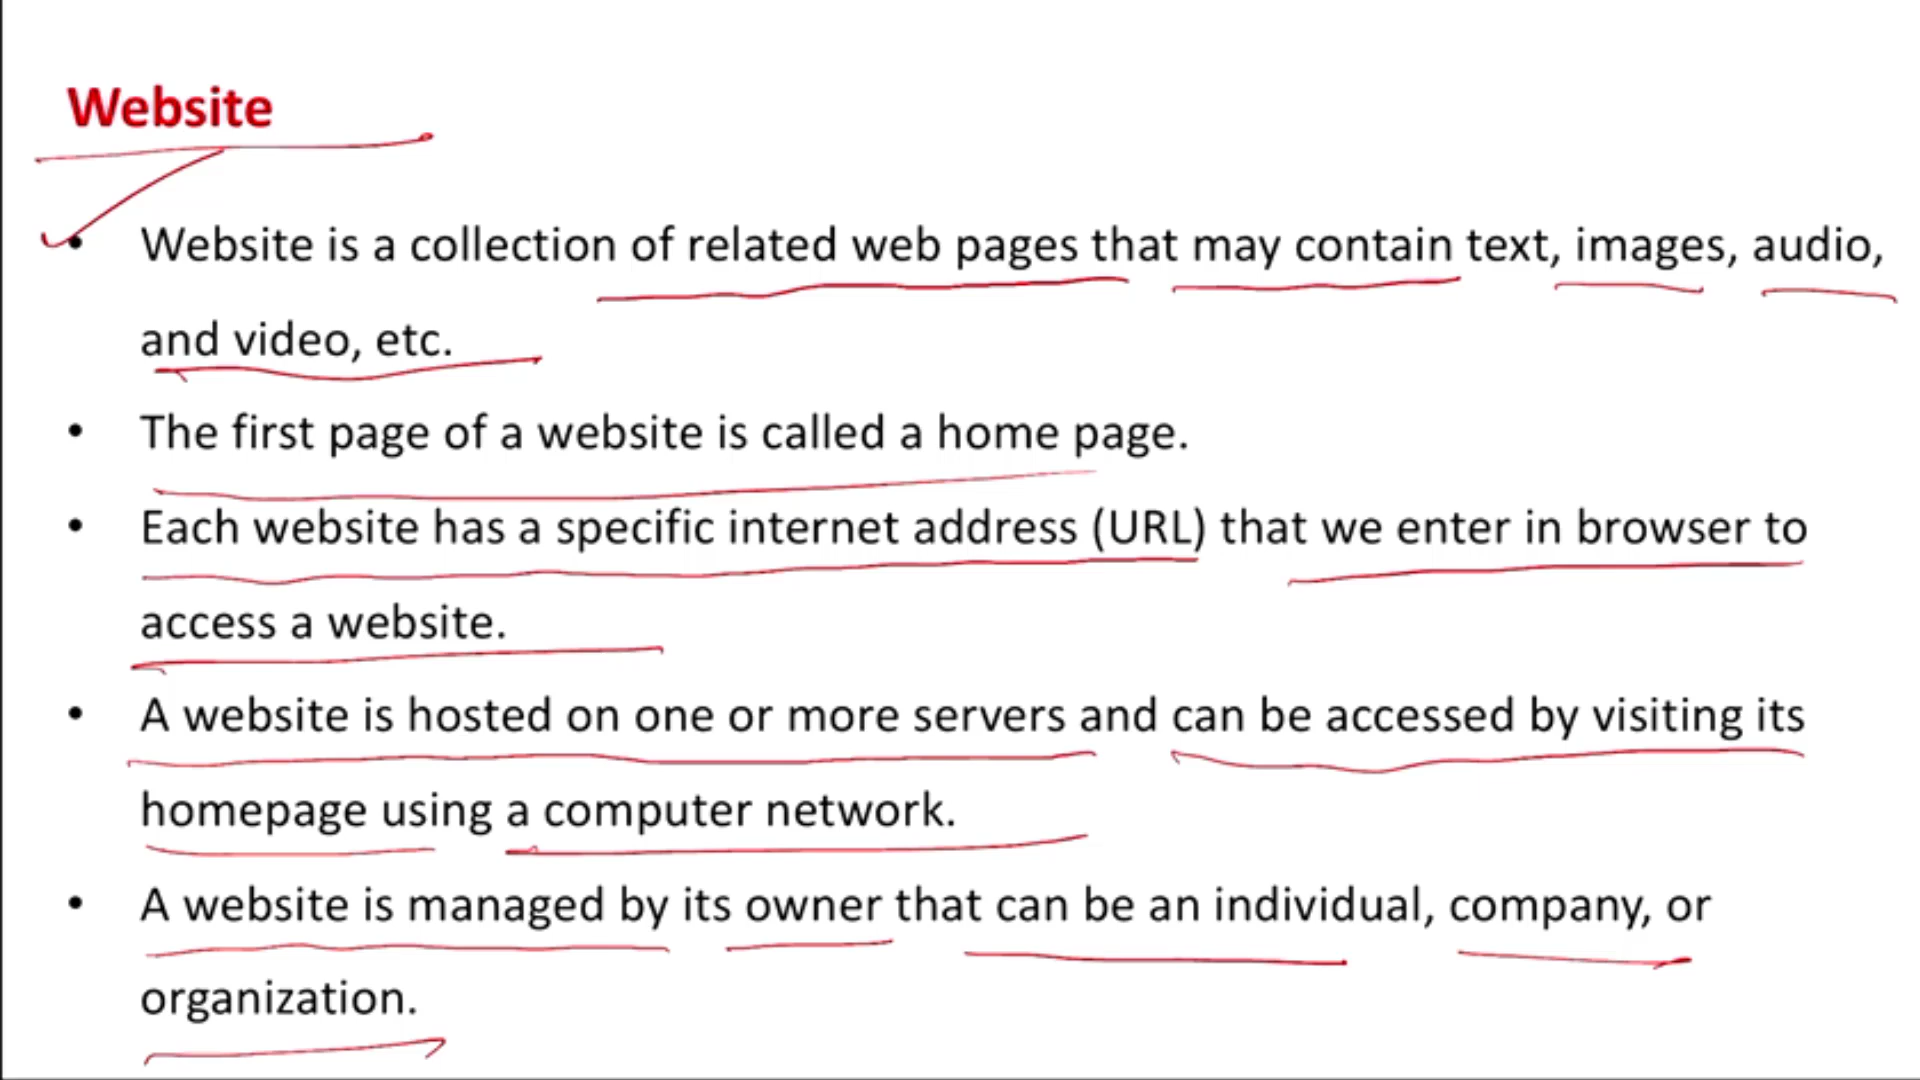 Website
• Website is a collection of related web pages that may contain text, images, audio,
and video, etc.
• The first page of a website is called a home page.
• Each website has a specific internet address (URL) that we enter in browser to
access a website.
• A website is hosted on one or more servers and can be accessed by visiting its
homepage using a computer network.
• A website is managed by its owner that can be an individual, company, or
organization.